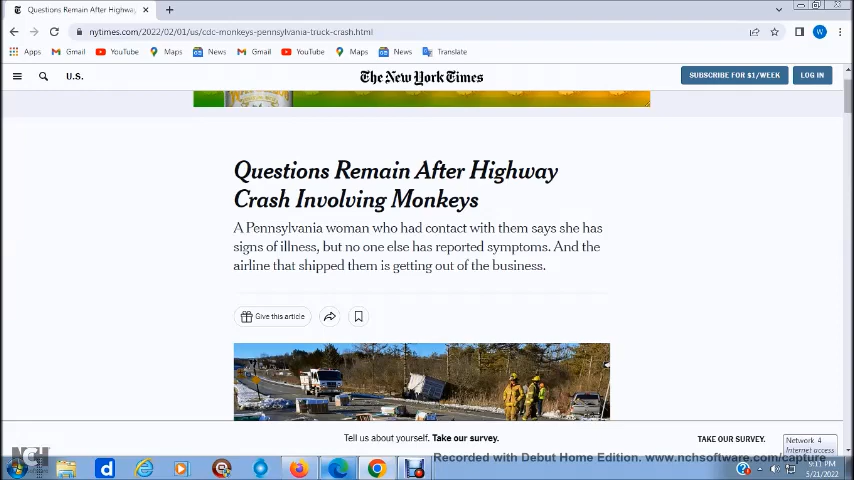 Questions Remain After Highway,
nytimes.com/2022/02/01/us/cdc-monkeys-pennsylvania-truck-crash.html
W
Apps Gmail YouTube Maps News Gmail YouTube Maps News Translate
U.S.
The New York Times
SUBSCRIBE FOR $1/WEEK
LOG IN
Questions Remain After Highway
Crash Involving Monkeys
A Pennsylvania woman who had contact with them says she has
signs of illness, but no one else has reported symptoms. And the
airline that shipped them is getting out of the business.
Give this article
Tell us about yourself. Take our survey.
TAKE OUR SURVEY.
Network 4
Internet access
NCH
Recorded with Debut Home Edition. www.nchsoftware.com/capture
9:11 PM
5/21/2022